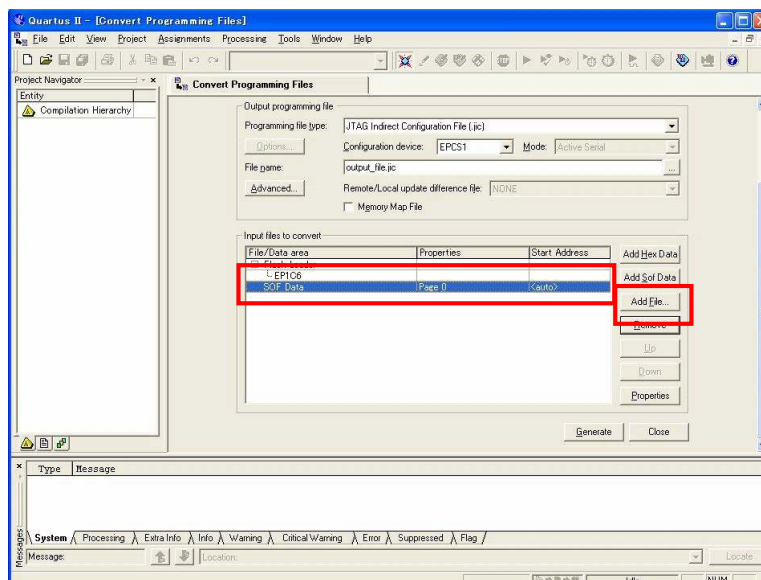 Quartus II - [Convert Programming Files]
File Edit View Project Assignments Processing Tools Window Help
Project Navigator
Entity
Compilation Hierarchy
Convert Programming Files
Output programming file
Programming file type: JTAG Indirect Configuration File (.jic)
Options... Configuration device: EPCS1 Mode: Active Serial
File name: output_file.jic ...
Advanced... Remote/Local update difference file: NONE
Memory Map File
Input files to convert
File/Data area Properties Start Address
EP1C6
SOF Data Page 0 <auto>
Add Hex Data
Add Sof Data
Add File...
Remove
Up
Down
Properties
Generate Close
Type Message
Messages
System Processing Extra Info Info Warning Critical Warning Error Suppressed Flag
Message: Location: Locate
Idle NUM